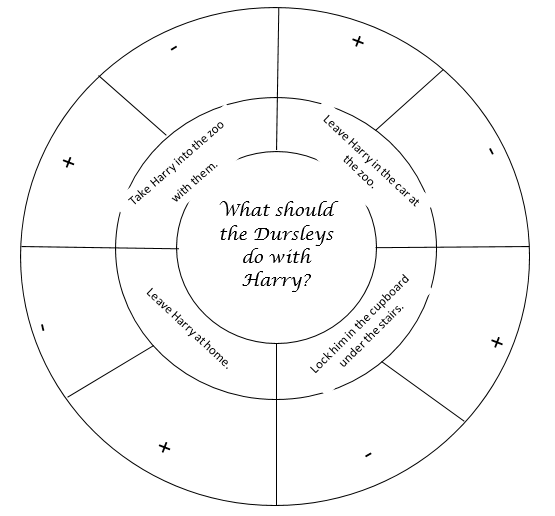 -
+
Take Harry into the zoo
with them.
Leave Harry in the car at
the zoo.
+
-
What should
the Dursleys
do with
Harry?
Leave Harry at home.
Lock him in the cupboard
under the stairs.
-
+
+
-